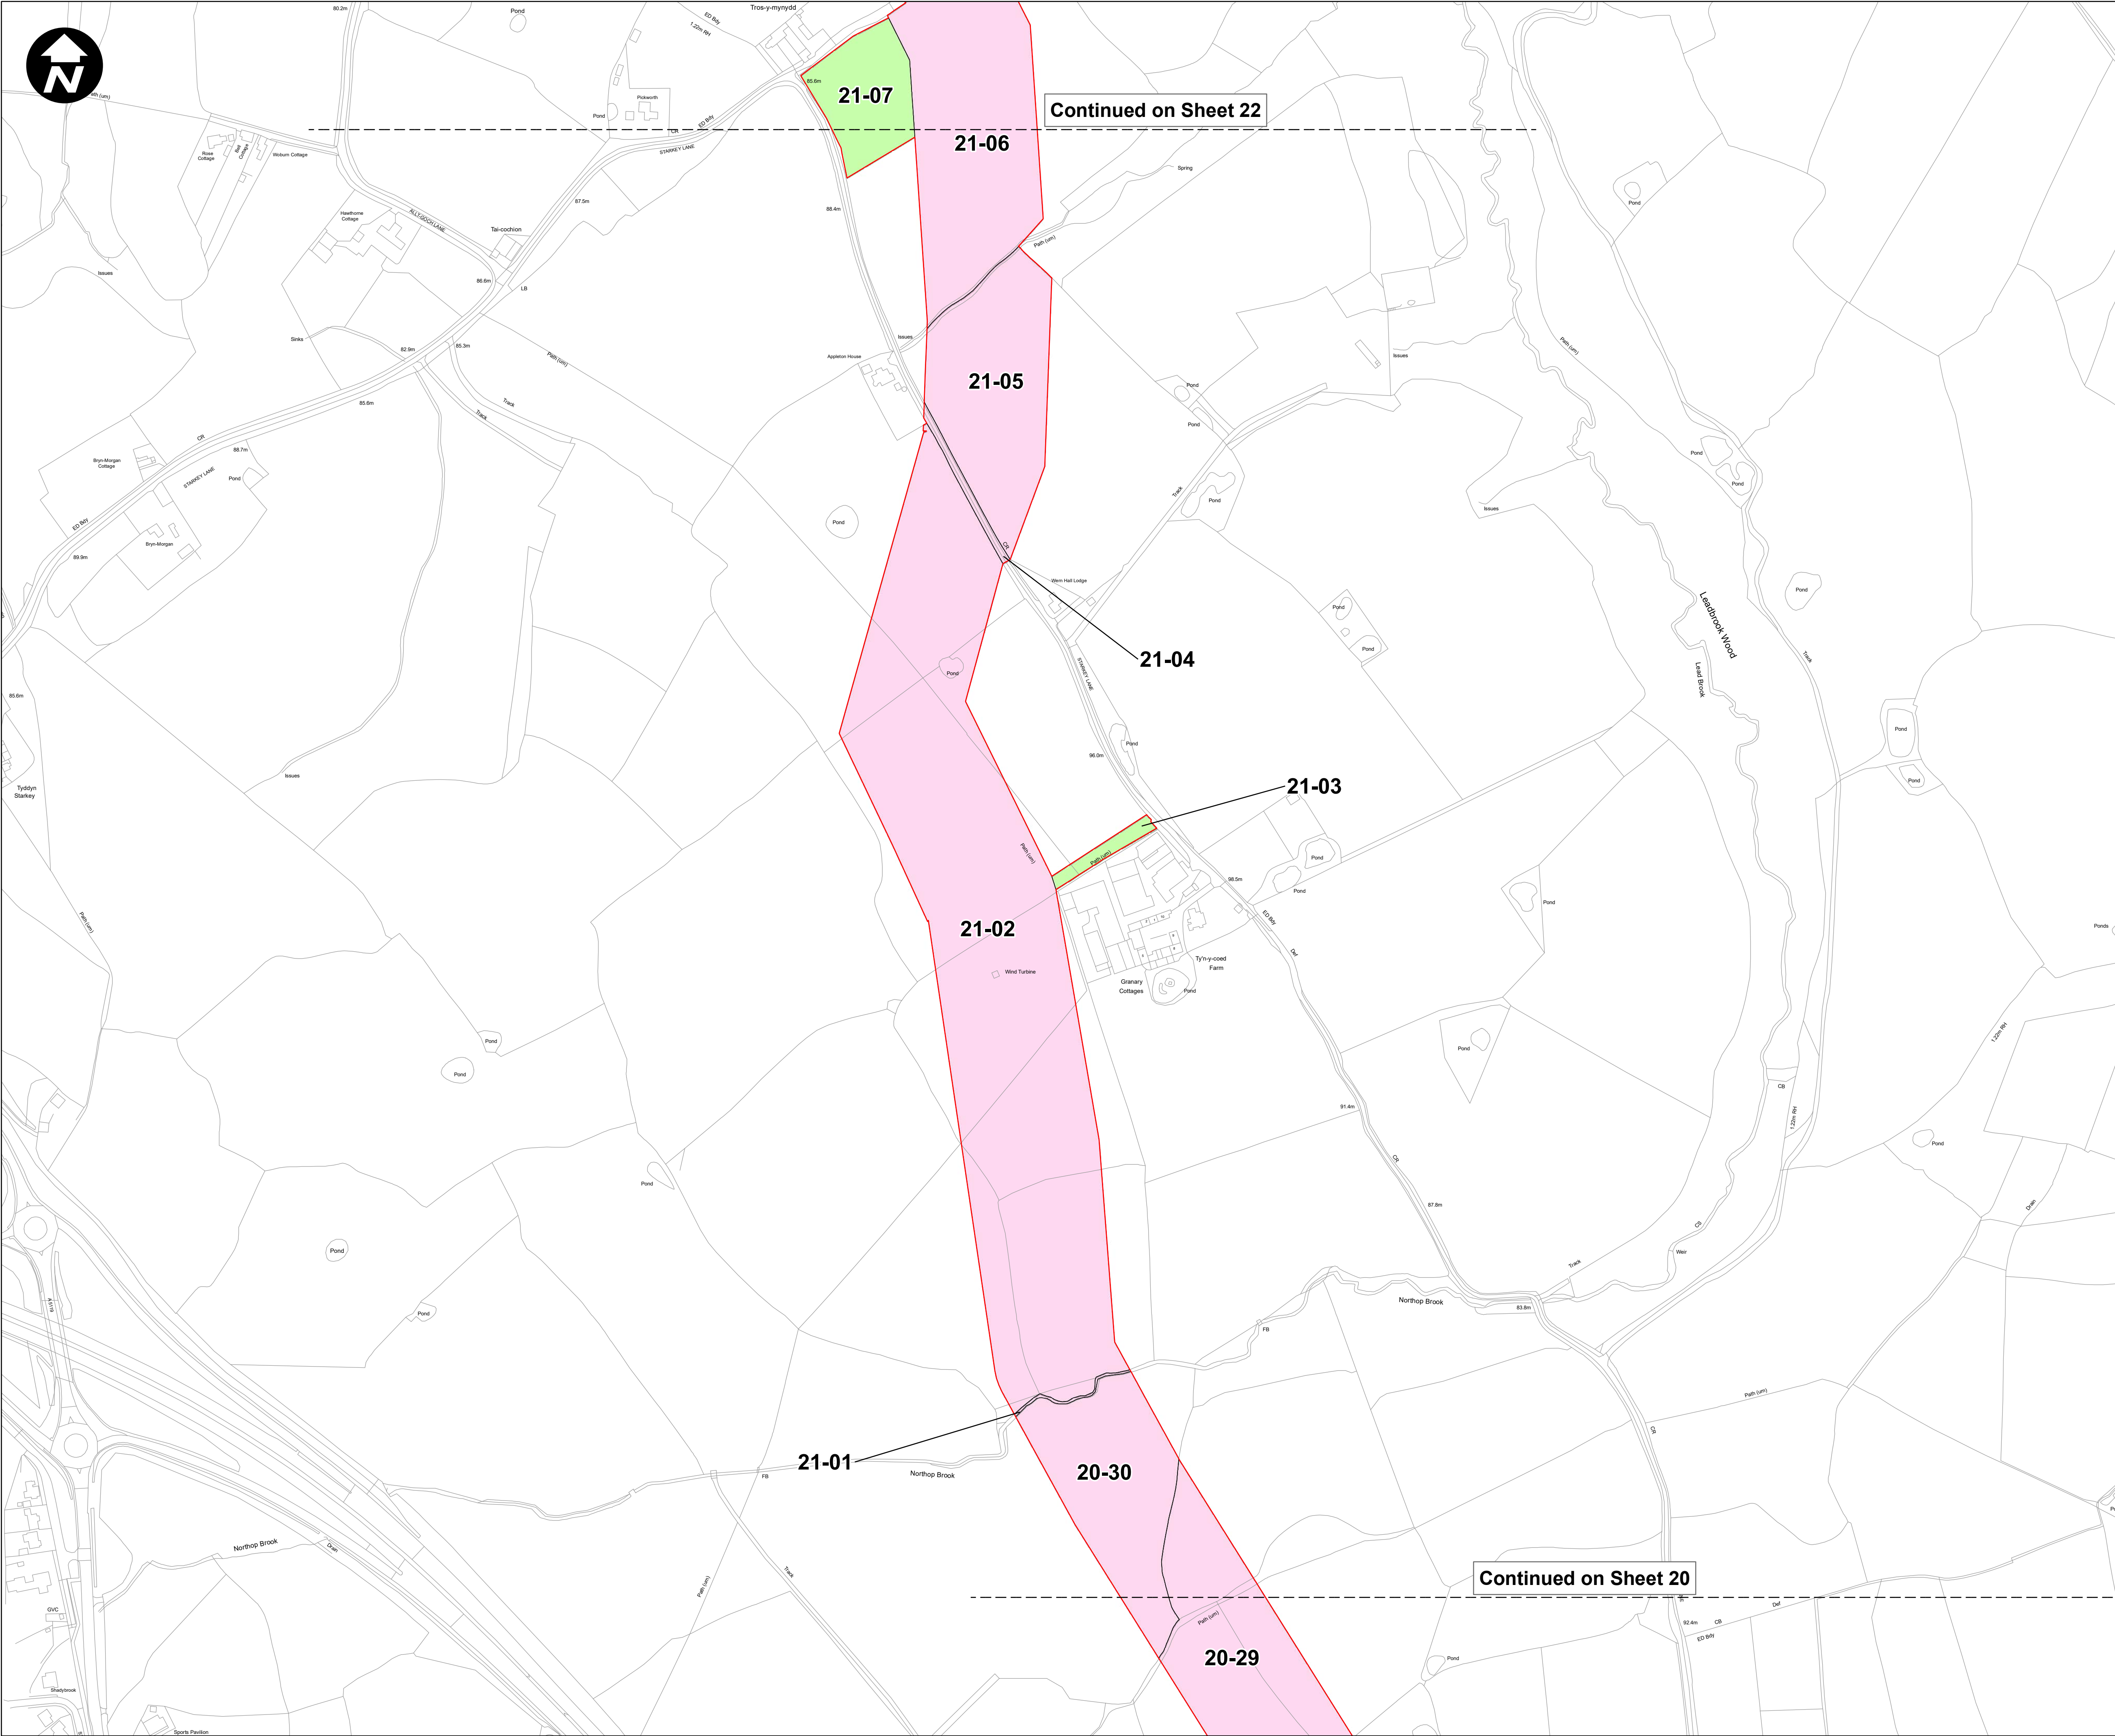 80.2m
Pond
ED Bdy
1.22m RH
Tros-y-mynydd
N
85.6m
21-07
Continued on Sheet 22
Pickworth
Pond
CR
ED Bdy
STARKEY LANE
21-06
Rose
Cottage
Bell
Cottage
Woburn Cottage
Spring
Pond
87.5m
88.4m
Hawthorne
Cottage
ALLT-GOCH LANE
Tai-cochion
Path (um)
Issues
86.6m
LB
Sinks
82.9m
85.3m
Path (um)
Issues
Appleton House
Path (um)
Issues
21-05
Pond
Pond
85.6m
Track
Track
CR
88.7m
Bryn-Morgan
Cottage
STARKEY LANE
Pond
Pond
Pond
Track
Pond
Pond
Issues
ED Bdy
Bryn-Morgan
89.9m
CR
Wern Hall Lodge
Pond
Pond
Pond
Leadbrook Wood
Lead Brook
Track
21-04
Pond
STARKEY LANE
85.6m
Pond
96.0m
Pond
Pond
Issues
Tyddyn
Starkey
21-03
Path (um)
Path (um)
Pond
Pond
98.5m
Pond
Path (um)
21-02
ED Bdy
Def
Ponds
Ty'n-y-coed
Farm
Wind Turbine
Granary
Cottages
Pond
Pond
Pond
Pond
1.22m RH
CB
91.4m
1.22m RH
Pond
CR
Pond
87.8m
Drain
CS
Weir
Pond
Track
A 5119
Northop Brook
83.8m
Pond
FB
Path (um)
CR
21-01
Northop Brook
FB
20-30
Northop Brook
Drain
Track
Path (um)
Continued on Sheet 20
GVC
Path (um)
92.4m
CB
Def
ED Bdy
20-29
Pond
Shadybrook
Sports Pavilion